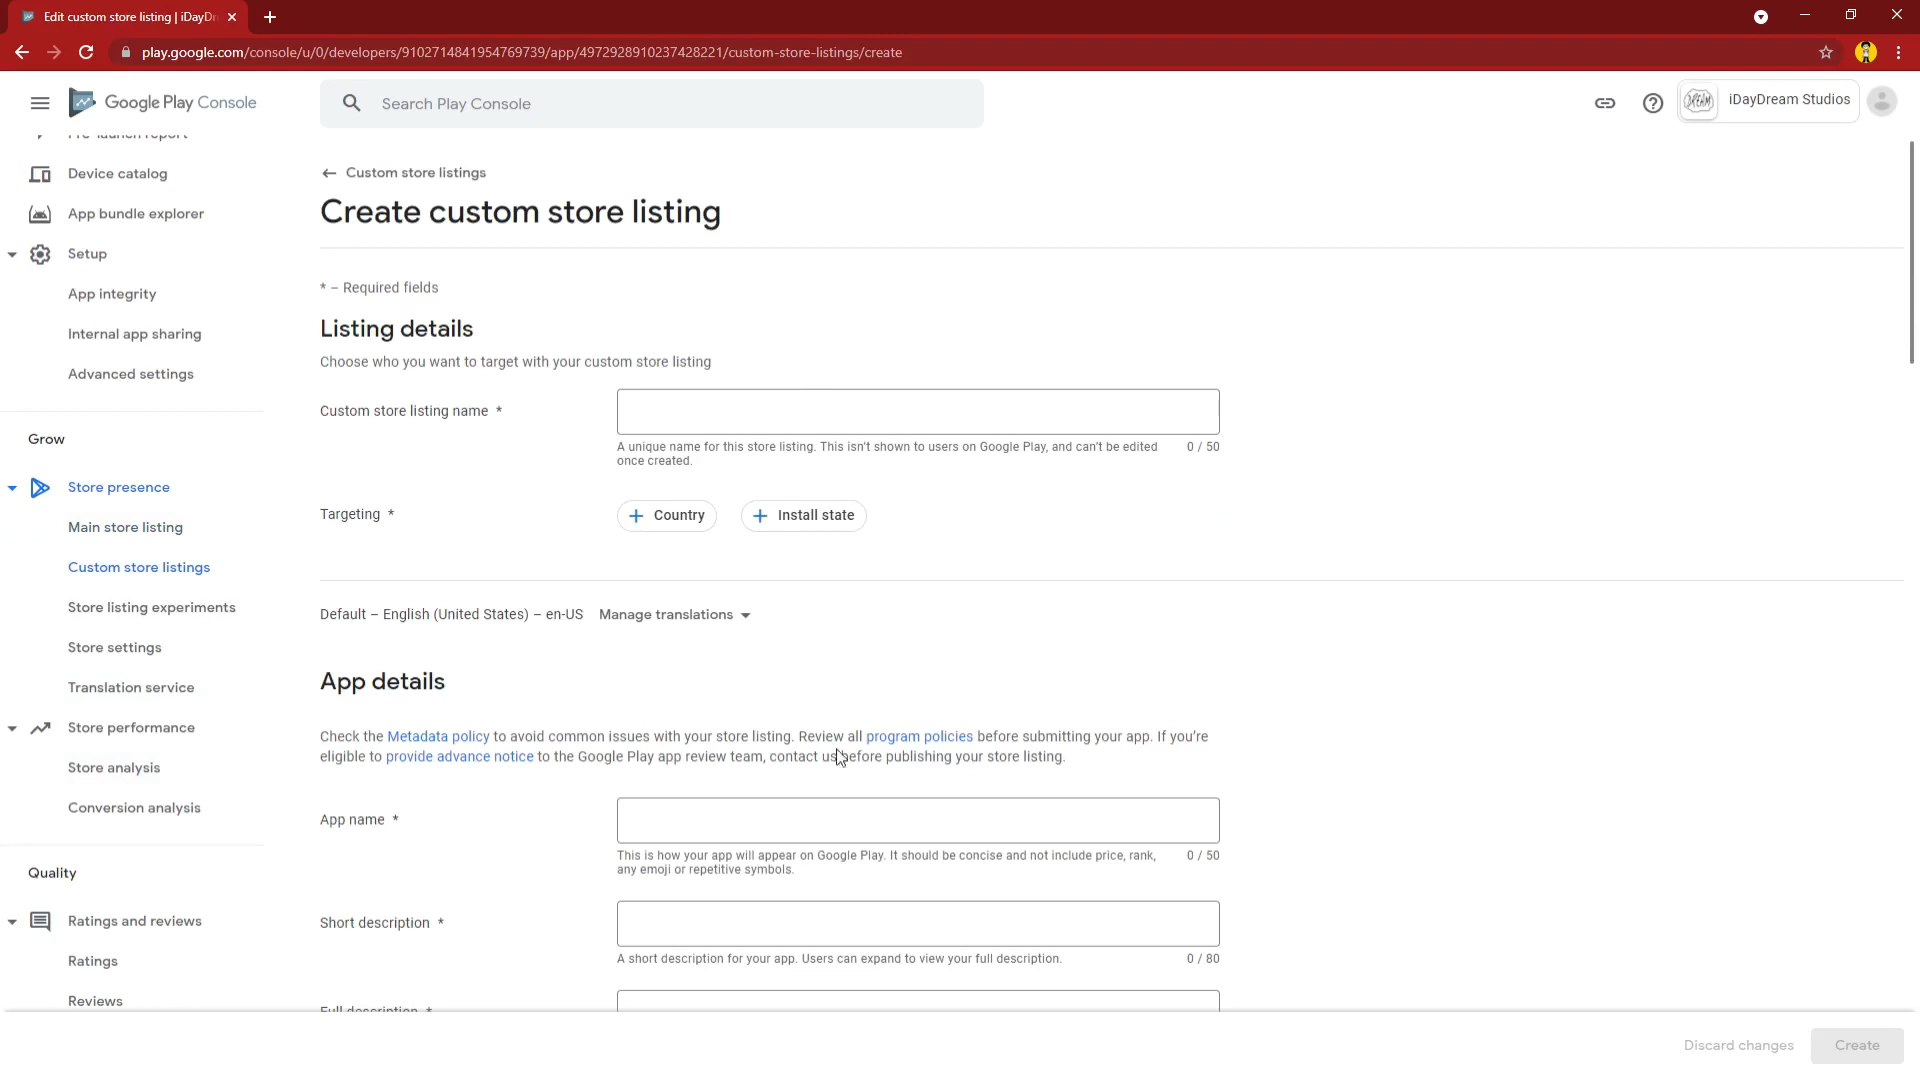 Edit custom store listing | iDayDr
play.google.com/console/u/0/developers/9102714841954769739/app/4972928910237428221/custom-store-listings/create
Google Play Console
Search Play Console
iDayDream Studios
Pre-launch report
Device catalog
App bundle explorer
Setup
App integrity
Internal app sharing
Advanced settings
Grow
Store presence
Main store listing
Custom store listings
Store listing experiments
Store settings
Translation service
Store performance
Store analysis
Conversion analysis
Quality
Ratings and reviews
Ratings
Reviews
Custom store listings
Create custom store listing
* – Required fields
Listing details
Choose who you want to target with your custom store listing
Custom store listing name *
A unique name for this store listing. This isn't shown to users on Google Play, and can't be edited 0 / 50
once created.
Targeting * Country Install state
Default – English (United States) – en-US Manage translations
App details
Check the Metadata policy to avoid common issues with your store listing. Review all program policies before submitting your app. If you're
eligible to provide advance notice to the Google Play app review team, contact us before publishing your store listing.
App name *
This is how your app will appear on Google Play. It should be concise and not include price, rank, 0 / 50
any emoji or repetitive symbols.
Short description *
A short description for your app. Users can expand to view your full description. 0 / 80
Full description *
Discard changes Create